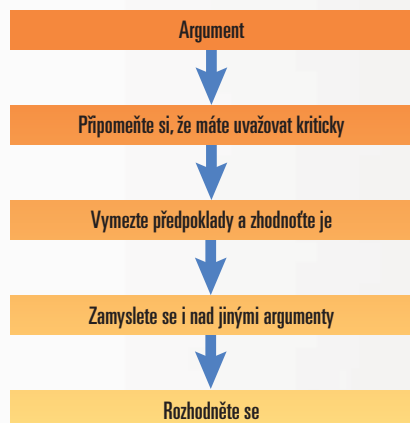 Argument
Připomeňte si, že máte uvažovat kriticky
Vymezte předpoklady a zhodnoťte je
Zamyslete se i nad jinými argumenty
Rozhodněte se